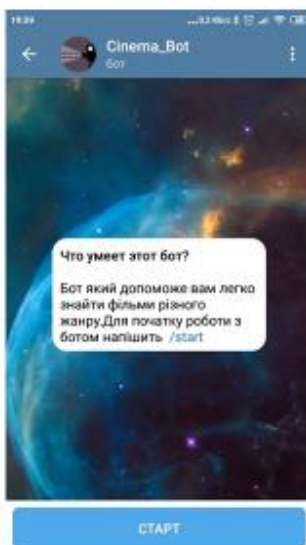 Cinema_Bot
бот
Что умеет этот бот?
Бот який допоможе вам легко
знайти фільми різного
жанру.Для початку роботи з
ботом напішить /start
СТАРТ